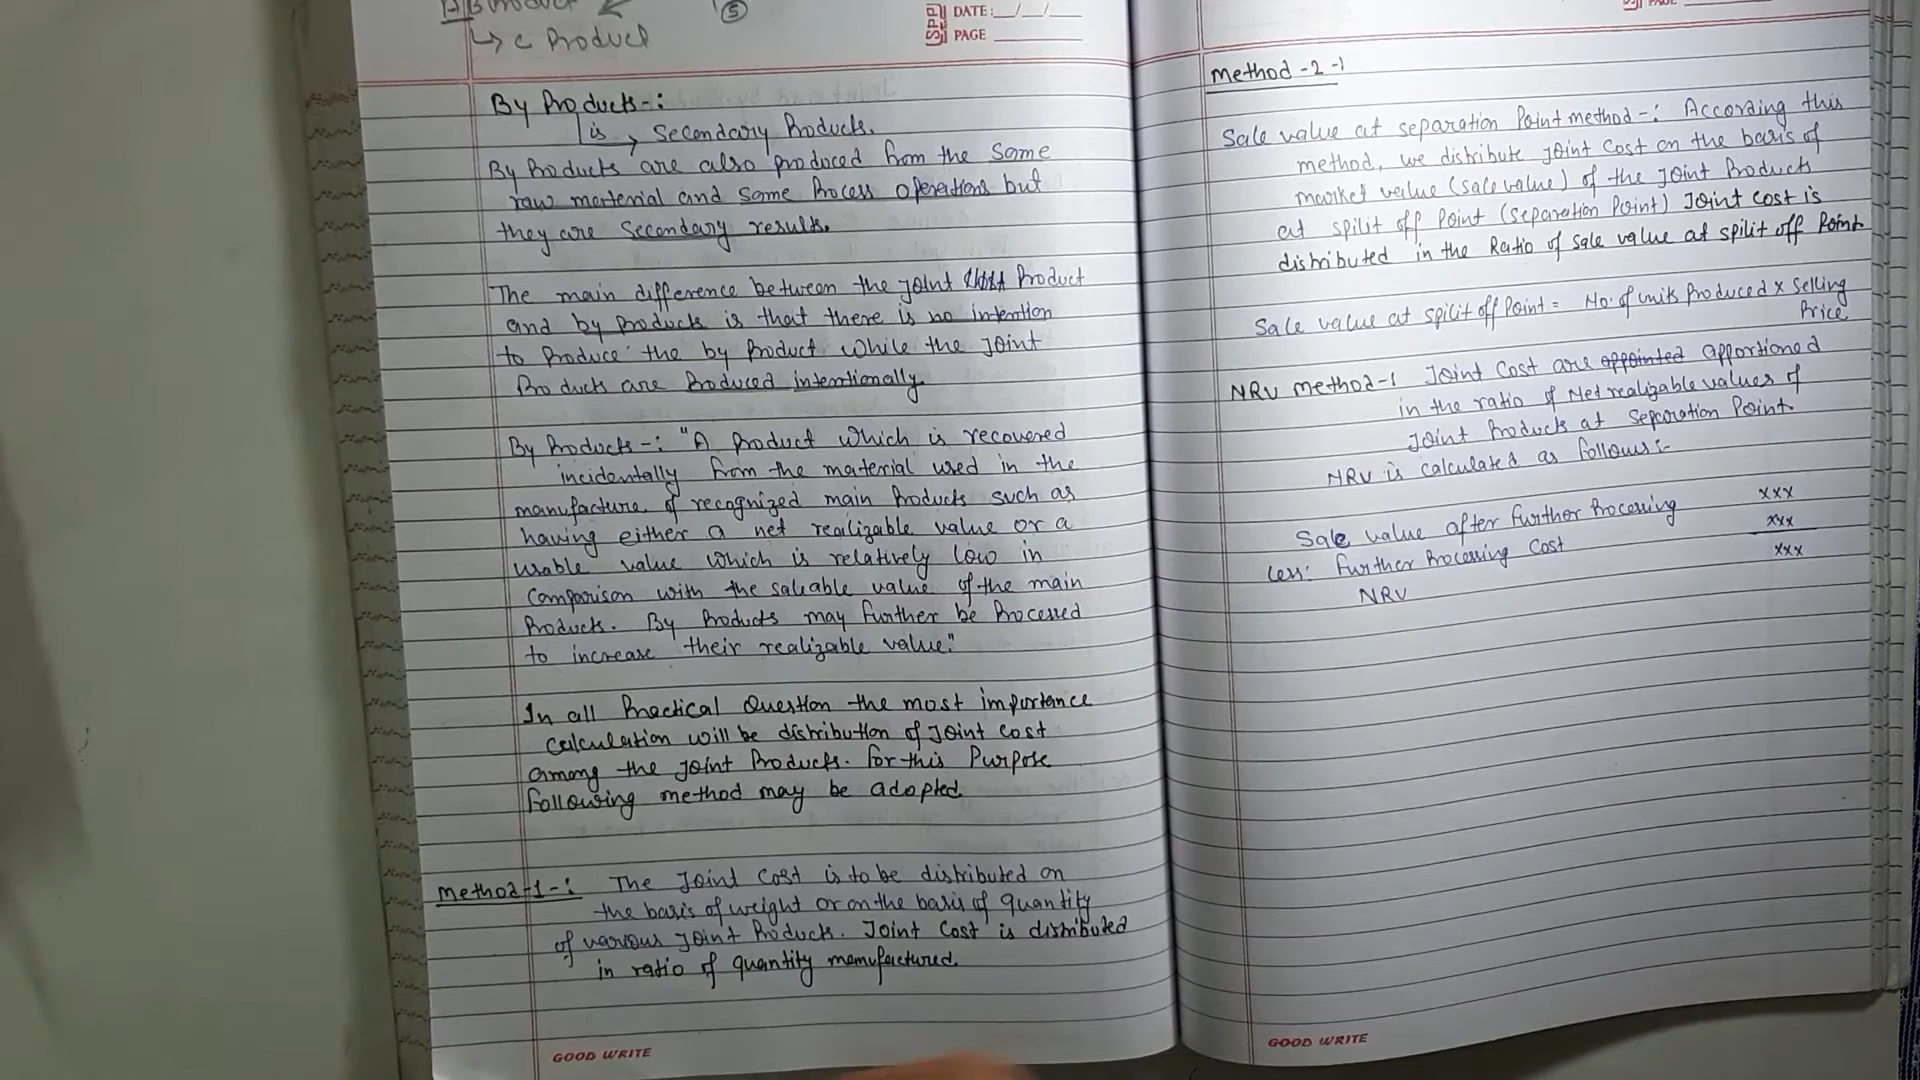 → C Product
5
DATE: __/__/__
PAGE
By Products-:
is → Secondary Products.
By Products are also produced from the same
raw material and same Process operations but
they are Secondary results.
The main difference between the joint Product
and by products is that there is no intention
to Produce the by Product while the Joint
Products are Produced intentionally.
By Products-: "A Product which is recovered
incidentally from the material used in the
manufacture of recognized main Products such as
having either a net realizable value or a
usable value which is relatively low in
Comparison with the saleable value of the main
Products. By Products may further be Processed
to increase their realizable value."
In all Practical Question the most importance
calculation will be distribution of Joint cost
among the joint Products. for this Purpose
following method may be adopted.
Method-1-: The Joint Cost is to be distributed on
the basis of weight or on the basis of quantity
of various joint Products. Joint Cost is distributed
in ratio of quantity manufactured.
GOOD WRITE
PAGE
Method-2-1
Sale value at separation Point method-: According this
method, we distribute joint cost on the basis of
market value (sale value) of the joint Products
at spilit off Point (separation Point) Joint cost is
distributed in the Ratio of sale value at spilit off Point.
Sale value at spilit off Point = No. of units Produced x Selling
Price
NRV method-1 Joint Cost are appointed apportioned
in the ratio of Net realizable values of
Joint Products at Separation Point.
NRV is calculated as follows:-
Sale value after further Processing xxx
Less: further Processing Cost xxx
NRV xxx
GOOD WRITE